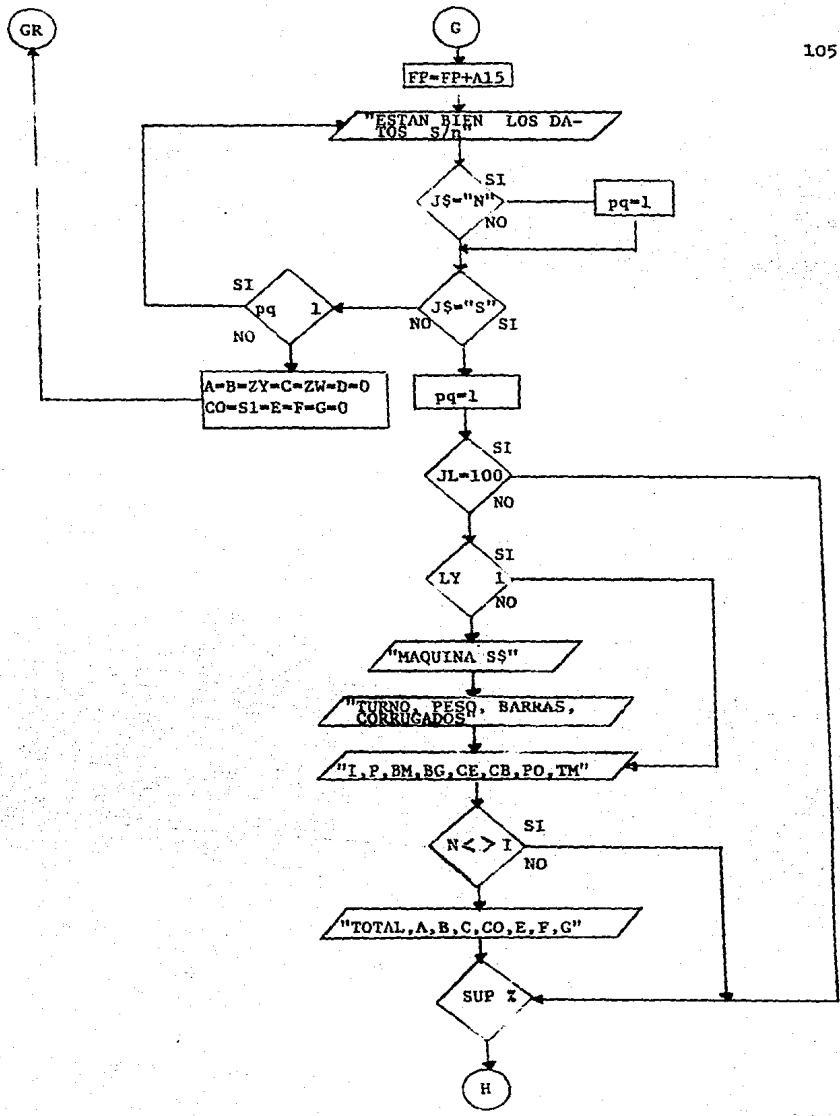 GR
G
105
FP=FP+A15
"ESTAN BIEN LOS DA-
TOS S/n"
SI
J$="N"
pq=1
NO
SI
pq 1
NO
J$="S"
NO
SI
A=B=ZY=C=ZW=D=0
CO=S1=E=F=G=0
pq=1
SI
JL=100
NO
SI
LY 1
NO
"MAQUINA S$"
"TURNO, PESO, BARRAS,
CORRUGADOS"
"I,P,BM,BG,CE,CB,PO,TM"
SI
N<>I
NO
"TOTAL,A,B,C,CO,E,F,G"
SUP %
H